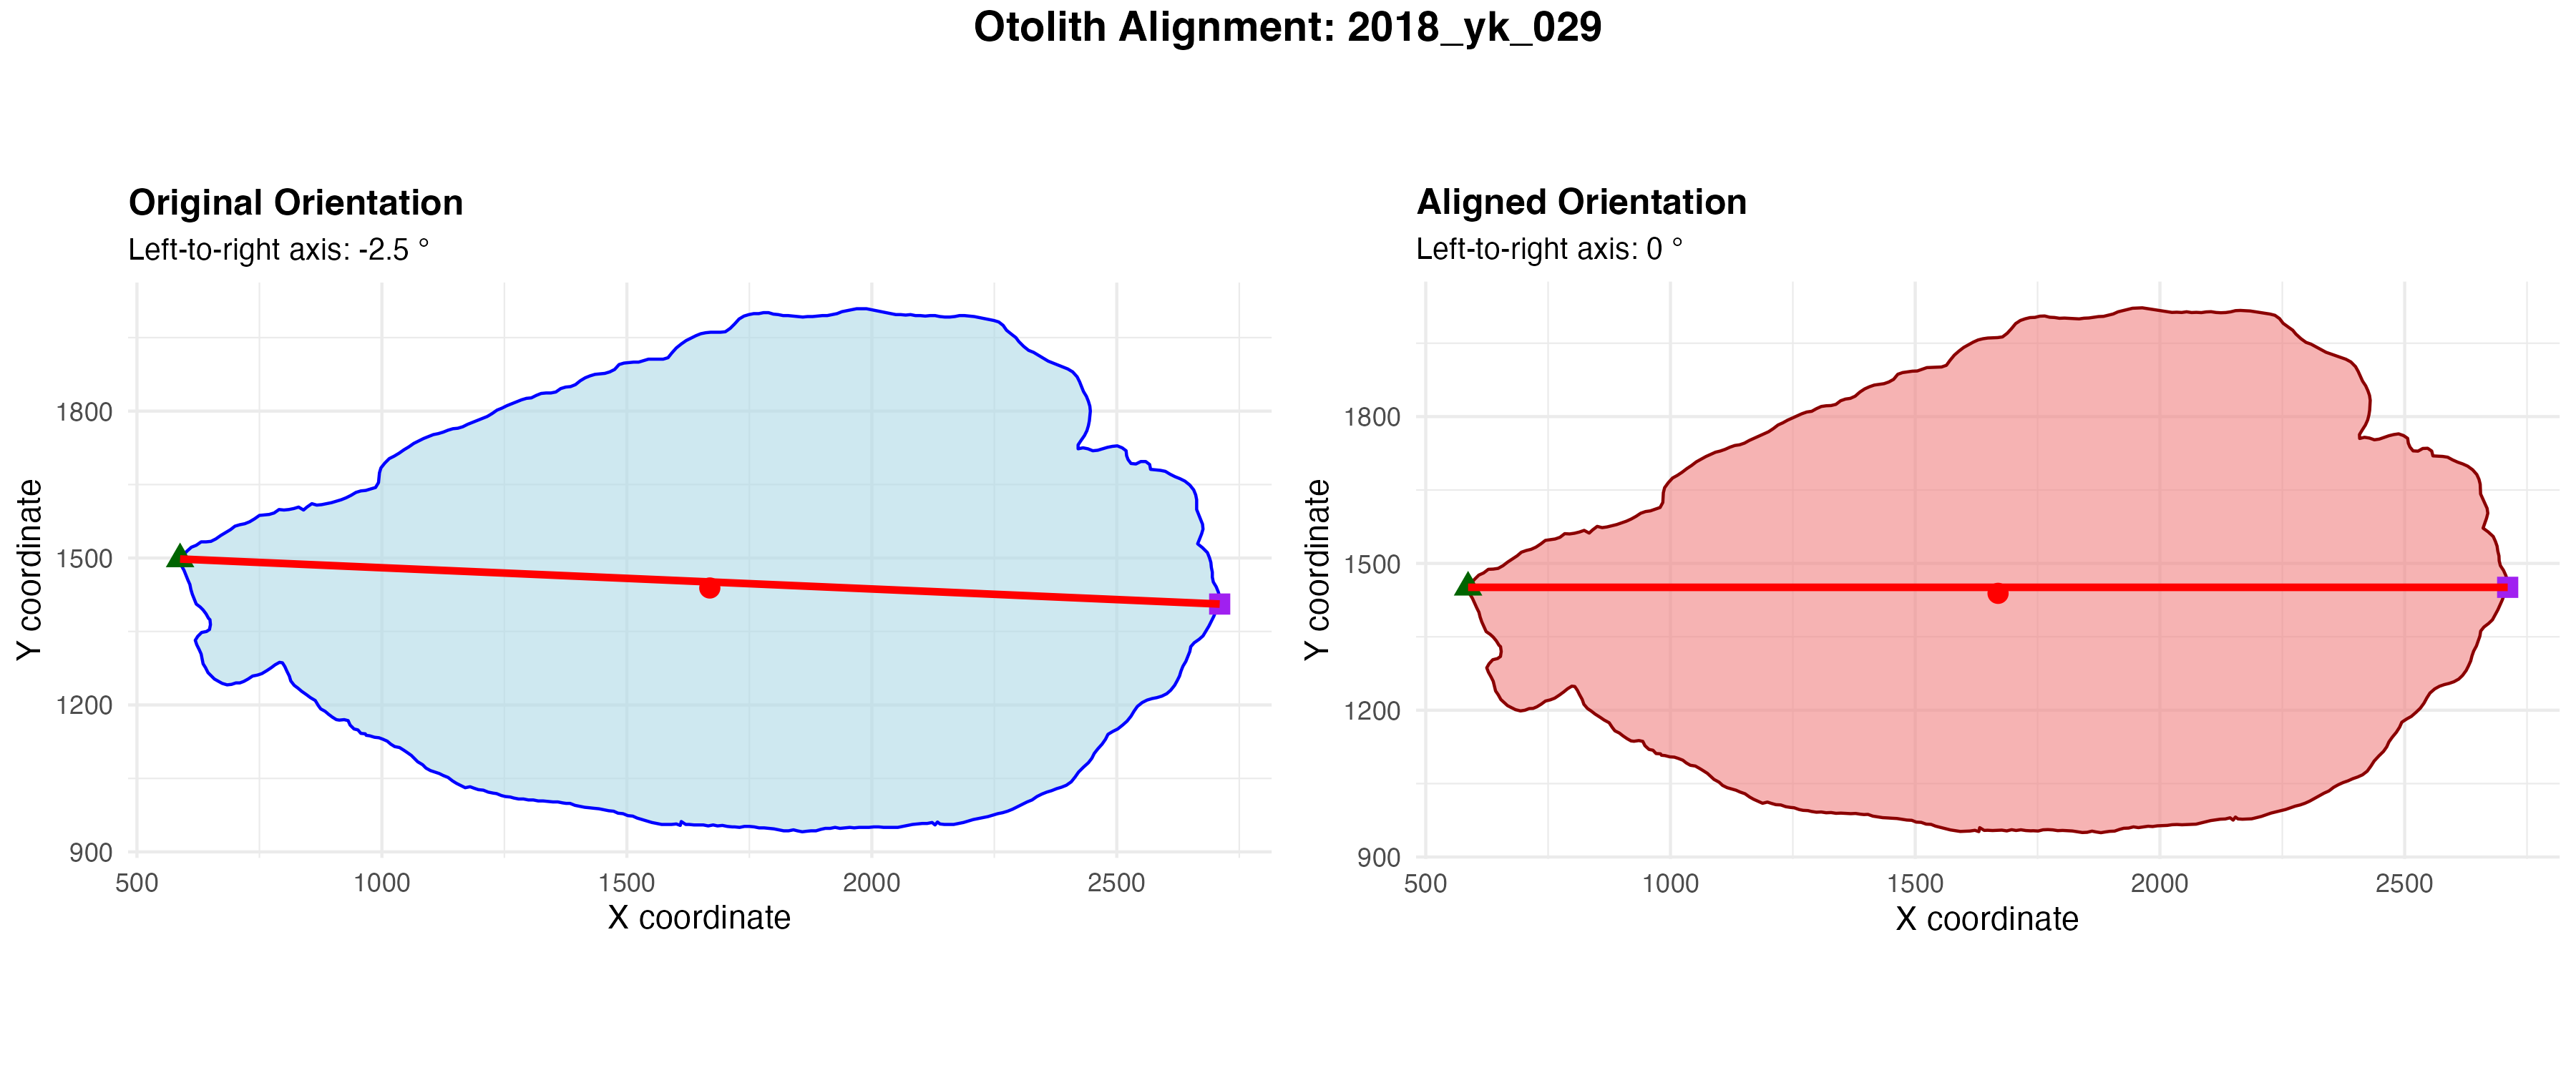 Otolith Alignment: 2018_yk_029
Original Orientation
Left-to-right axis: -2.5 °
Y coordinate
1800
1500
1200
900
500 1000 1500 2000 2500
X coordinate
Aligned Orientation
Left-to-right axis: 0 °
Y coordinate
1800
1500
1200
900
500 1000 1500 2000 2500
X coordinate